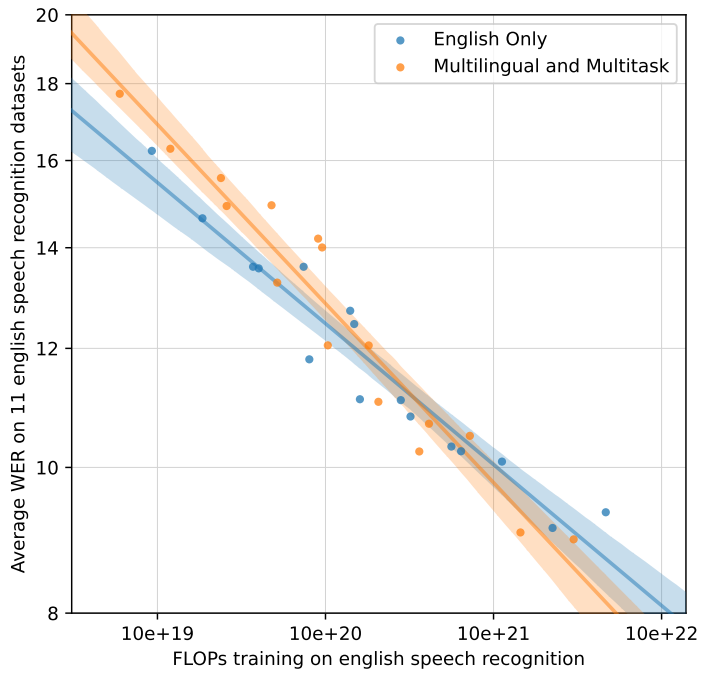 English Only
Multilingual and Multitask
20
18
16
14
12
10
8
Average WER on 11 english speech recognition datasets
10e+19
10e+20
10e+21
10e+22
FLOPs training on english speech recognition